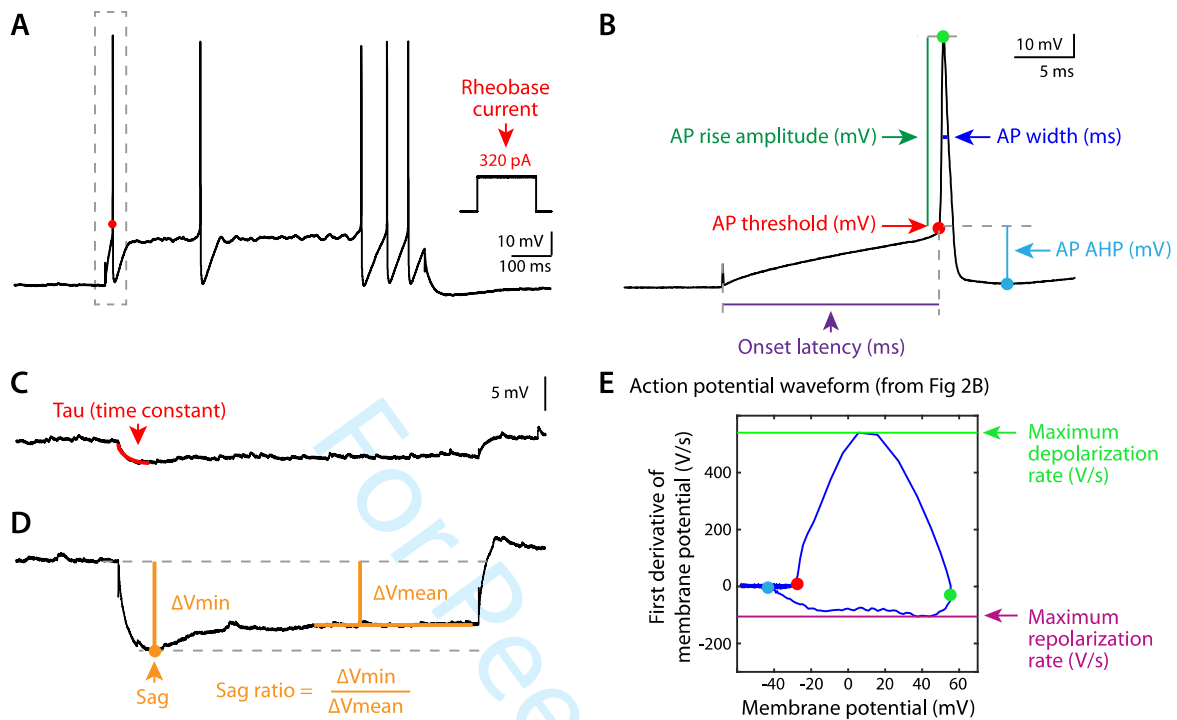 A
Rheobase
current
320 pA
10 mV
100 ms
B
10 mV
5 ms
AP rise amplitude (mV)
AP width (ms)
AP threshold (mV)
AP AHP (mV)
Onset latency (ms)
C
5 mV
Tau (time constant)
D
ΔVmin
ΔVmean
Sag
Sag ratio = ΔVmin
ΔVmean
E Action potential waveform (from Fig 2B)
First derivative of
membrane potential (V/s)
400
200
0
-200
-40 -20 0 20 40 60
Membrane potential (mV)
Maximum
depolarization
rate (V/s)
Maximum
repolarization
rate (V/s)
For Pee